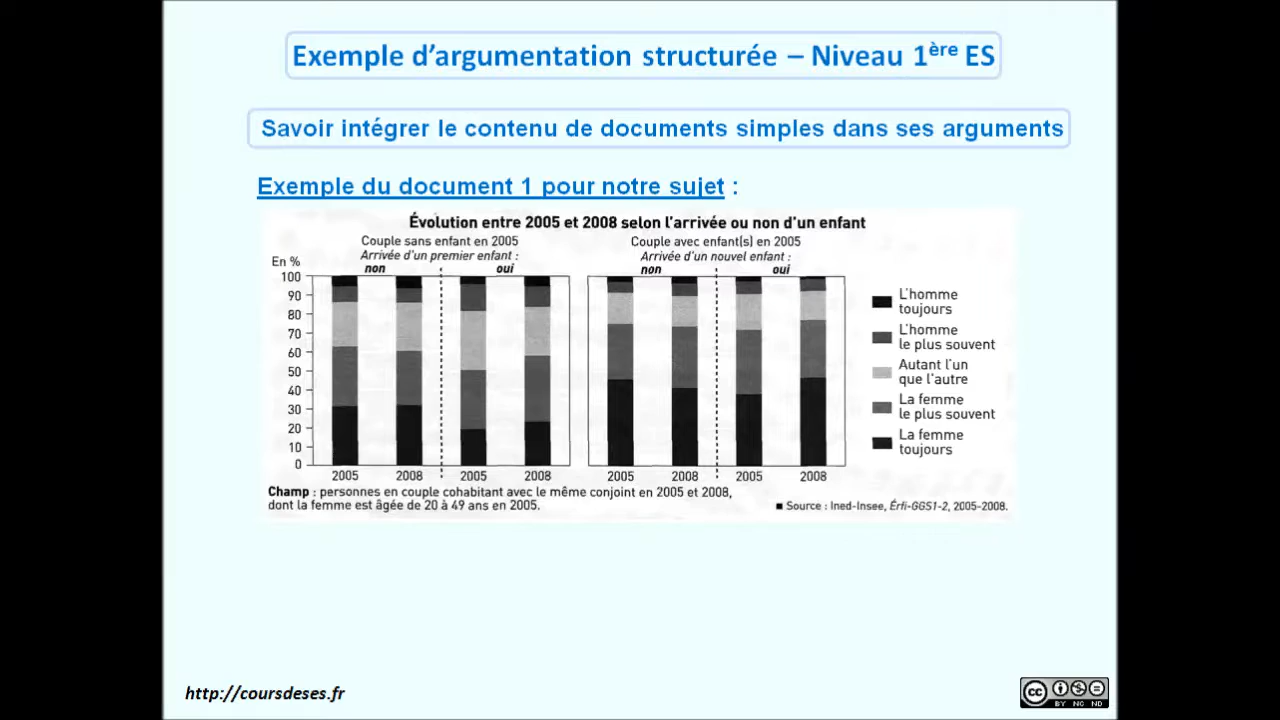 Exemple d'argumentation structurée – Niveau 1ère ES
Savoir intégrer le contenu de documents simples dans ses arguments
Exemple du document 1 pour notre sujet :
Évolution entre 2005 et 2008 selon l'arrivée ou non d'un enfant
Couple sans enfant en 2005
Arrivée d'un premier enfant :
non oui
Couple avec enfant(s) en 2005
Arrivée d'un nouvel enfant :
non oui
En %
100
90
80
70
60
50
40
30
20
10
0
2005 2008 2005 2008 2005 2008 2005 2008
L'homme
toujours
L'homme
le plus souvent
Autant l'un
que l'autre
La femme
le plus souvent
La femme
toujours
Champ : personnes en couple cohabitant avec le même conjoint en 2005 et 2008,
dont la femme est âgée de 20 à 49 ans en 2005.
■ Source : Ined-Insee, Érfi-GGS1-2, 2005-2008.
http://coursdeses.fr
cc
BY NC ND